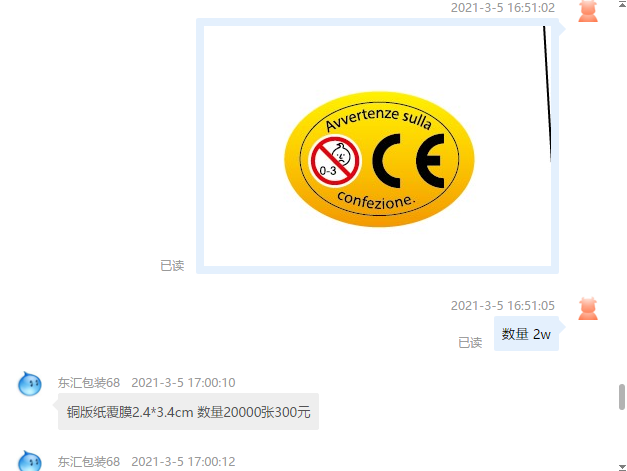 2021-3-5 16:51:02
Avvertenze sulla
0-3
CE
confezione.
已读
2021-3-5 16:51:05
数量 2w
已读
东汇包装68 2021-3-5 17:00:10
铜版纸覆膜2.4*3.4cm 数量20000张300元
东汇包装68 2021-3-5 17:00:12